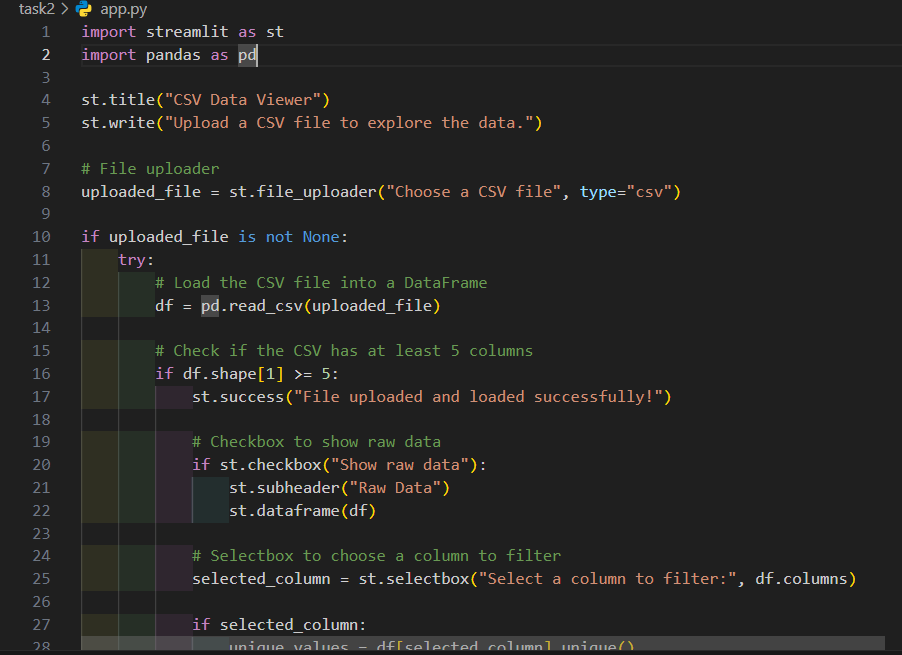 task2 > app.py
1 import streamlit as st
2 import pandas as pd
3
4 st.title("CSV Data Viewer")
5 st.write("Upload a CSV file to explore the data.")
6
7 # File uploader
8 uploaded_file = st.file_uploader("Choose a CSV file", type="csv")
9
10 if uploaded_file is not None:
11     try:
12         # Load the CSV file into a DataFrame
13         df = pd.read_csv(uploaded_file)
14
15         # Check if the CSV has at least 5 columns
16         if df.shape[1] >= 5:
17             st.success("File uploaded and loaded successfully!")
18
19             # Checkbox to show raw data
20             if st.checkbox("Show raw data"):
21                 st.subheader("Raw Data")
22                 st.dataframe(df)
23
24             # Selectbox to choose a column to filter
25             selected_column = st.selectbox("Select a column to filter:", df.columns)
26
27             if selected_column:
28                 unique_values = df[selected_column].unique()